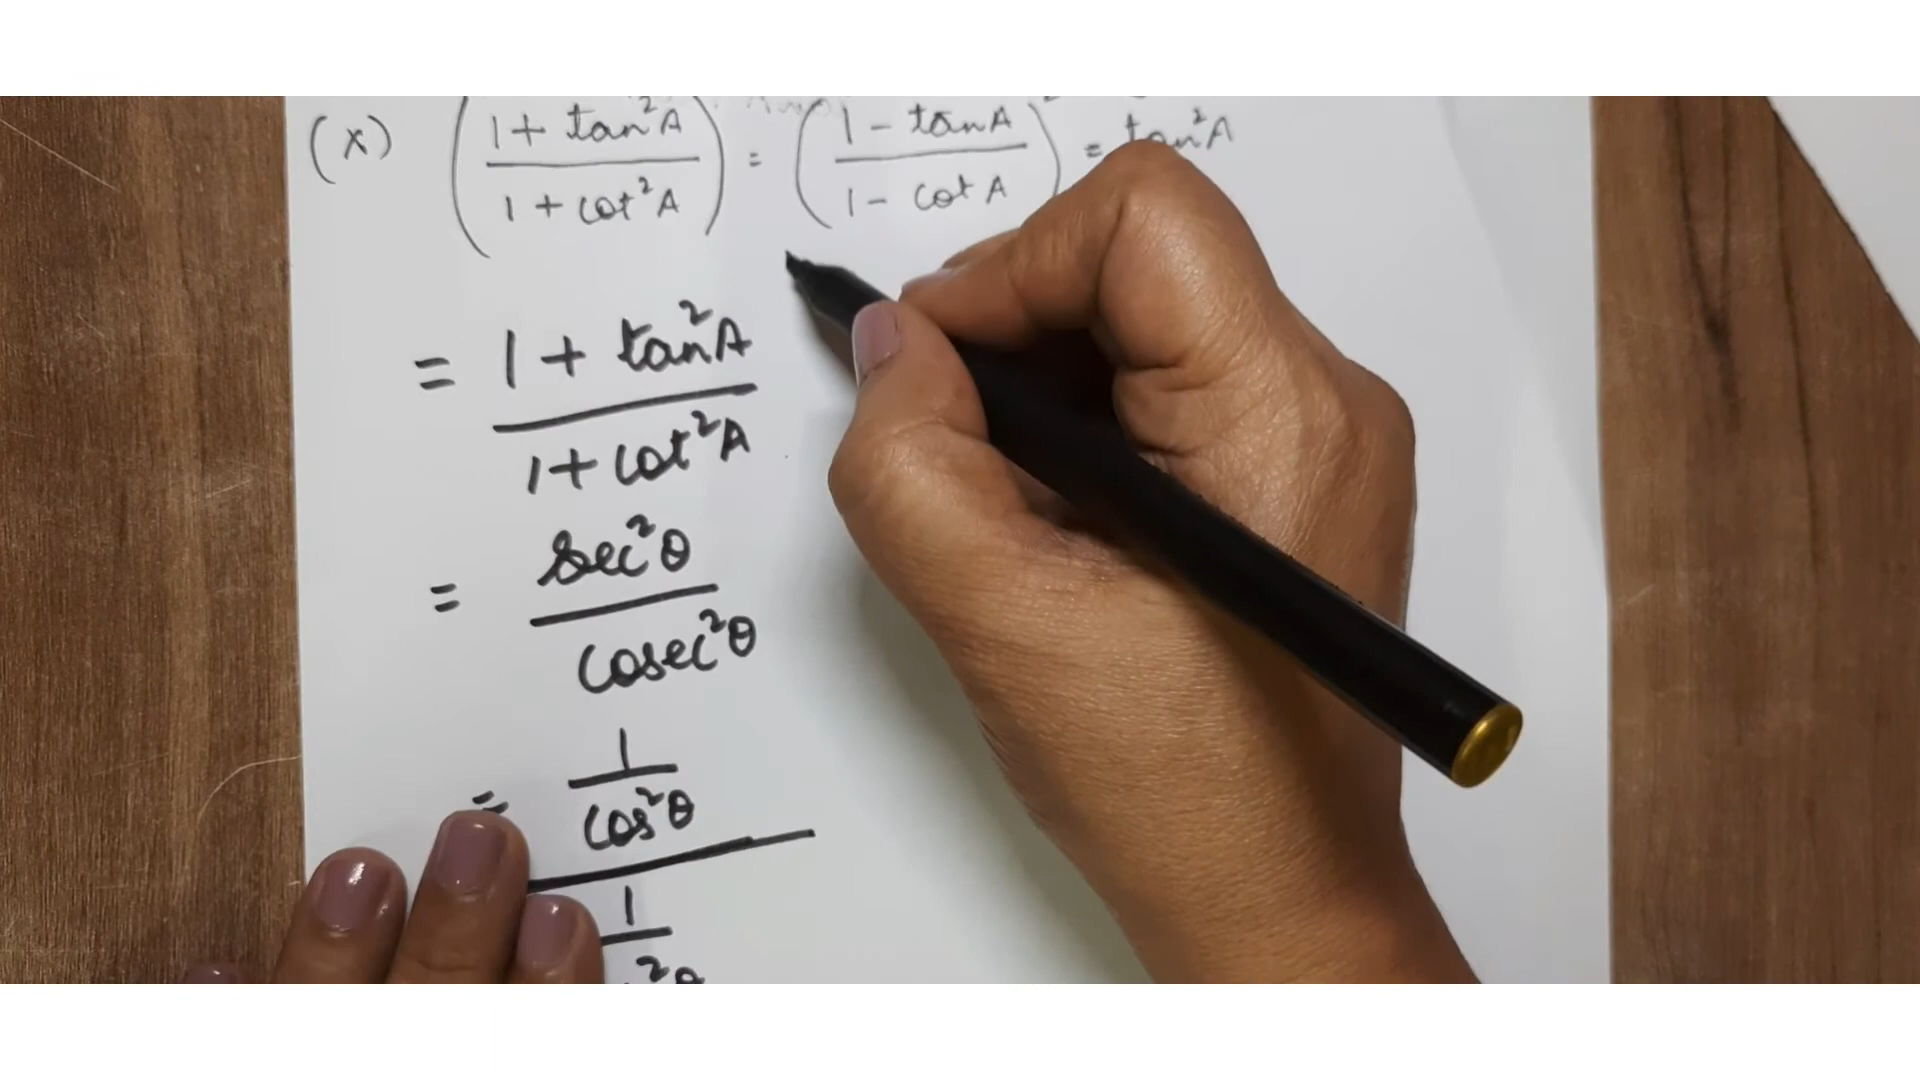 (x) (1 + tan²A / 1 + cot²A) = (1 - tanA / 1 - cotA)² = tan²A
= 1 + tan²A / 1 + cot²A
= sec²θ / cosec²θ
= 1/cos²θ
1
²θ